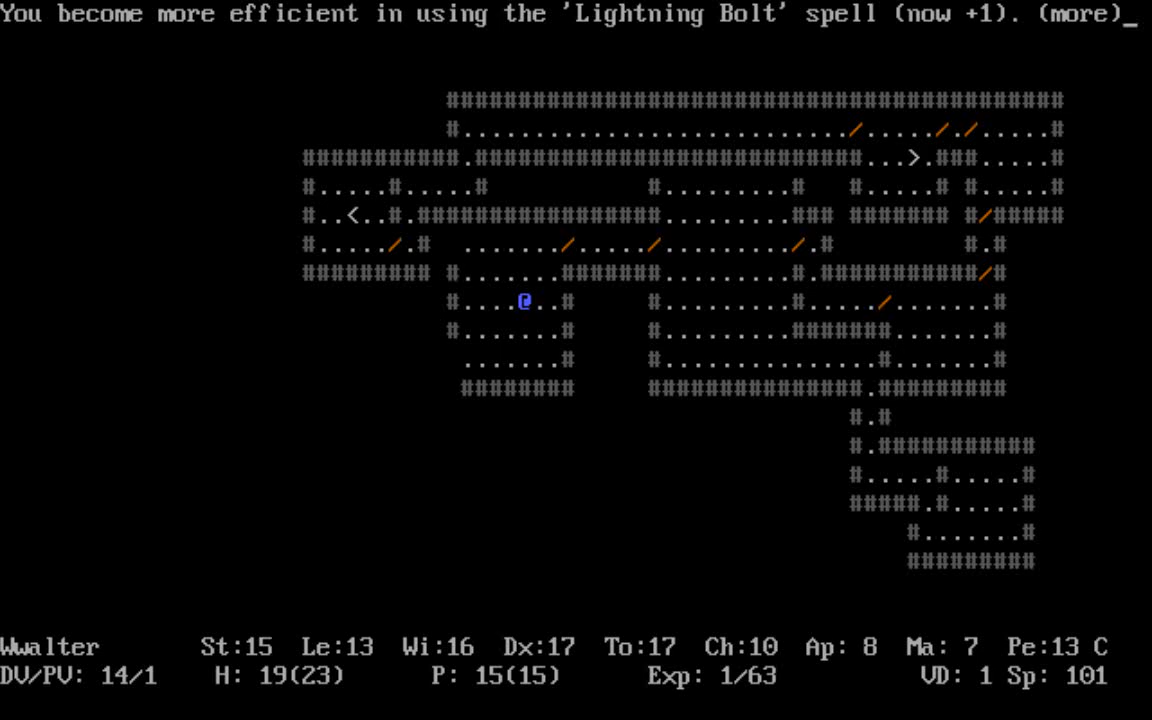 You become more efficient in using the 'Lightning Bolt' spell (now +1). (more)_
Wwalter St:15 Le:13 Wi:16 Dx:17 To:17 Ch:10 Ap: 8 Ma: 7 Pe:13 C
DV/PV: 14/1 H: 19(23) P: 15(15) Exp: 1/63 VD: 1 Sp: 101